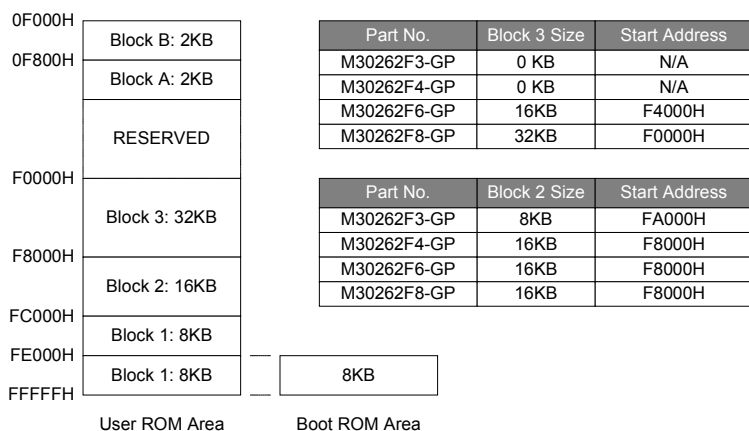 0F000H
Block B: 2KB
0F800H
Block A: 2KB
RESERVED
F0000H
Block 3: 32KB
F8000H
Block 2: 16KB
FC000H
Block 1: 8KB
FE000H
Block 1: 8KB
FFFFFH
User ROM Area
8KB
Boot ROM Area
Part No. Block 3 Size Start Address
M30262F3-GP 0 KB N/A
M30262F4-GP 0 KB N/A
M30262F6-GP 16KB F4000H
M30262F8-GP 32KB F0000H
Part No. Block 2 Size Start Address
M30262F3-GP 8KB FA000H
M30262F4-GP 16KB F8000H
M30262F6-GP 16KB F8000H
M30262F8-GP 16KB F8000H